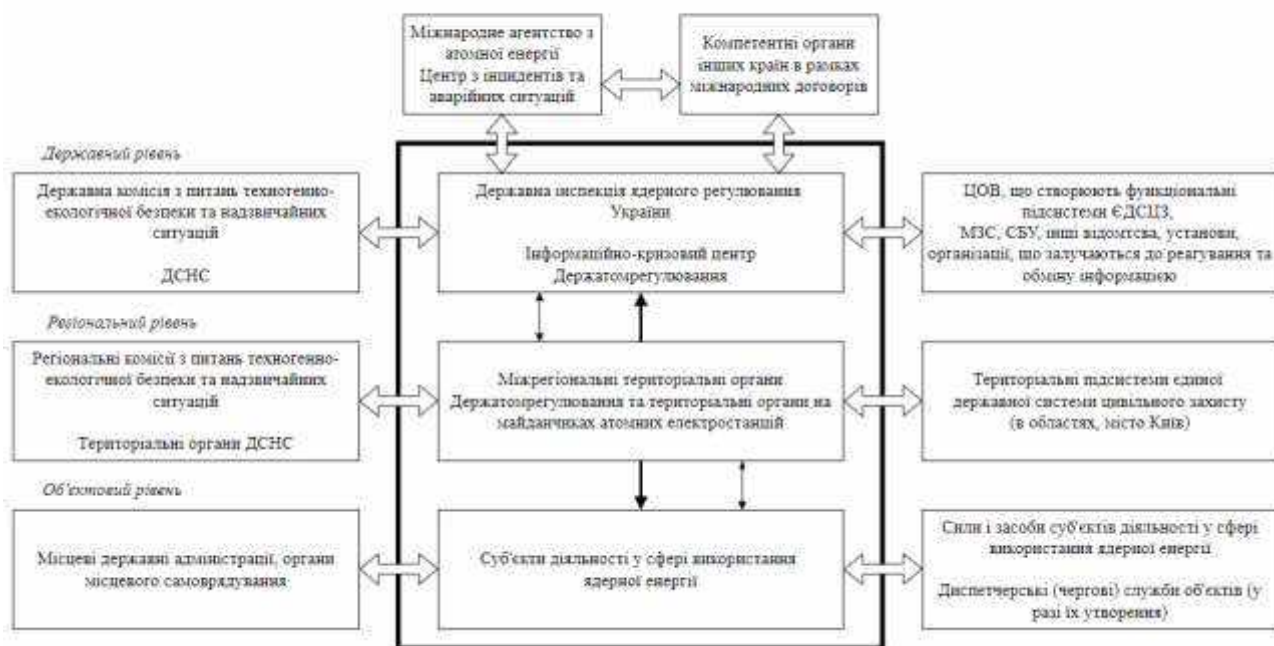 Міжнародне агентство з
атомної енергії
Центр з інцидентів та
аварійних ситуацій
Компетентні органи
інших країн в рамках
міжнародних договорів
Державний рівень
Державна комісія з питань техногенно-
екологічної безпеки та надзвичайних
ситуацій
ДСНС
Державна інспекція ядерного регулювання
України
Інформаційно-кризовий центр
Держатомрегулювання
ЦОВ, що створюють функціональні
підсистеми ЄДСЦЗ,
МЗС, СБУ, інші відомтсва, установи,
організації, що залучаються до реагування та
обміну інформацією
Регіональний рівень
Регіональні комісії з питань техногенно-
екологічної безпеки та надзвичайних
ситуацій
Територіальні органи ДСНС
Міжрегіональні територіальні органи
Держатомрегулювання та територіальні органи на
майданчиках атомних електростанцій
Територіальні підсистеми єдиної
державної системи цивільного захисту
(в областях, місто Київ)
Об'єктовий рівень
Місцеві державні адміністрації, органи
місцевого самоврядування
Суб'єкти діяльності у сфері використання
ядерної енергії
Сили і засоби суб'єктів діяльності у сфері
використання ядерної енергії
Диспетчерські (чергові) служби об'єктів (у
разі їх утворення)